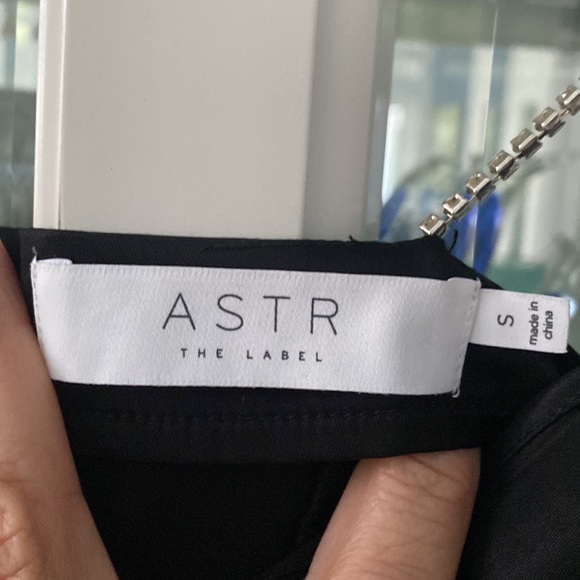 ASTR
THE LABEL
S
made in
china